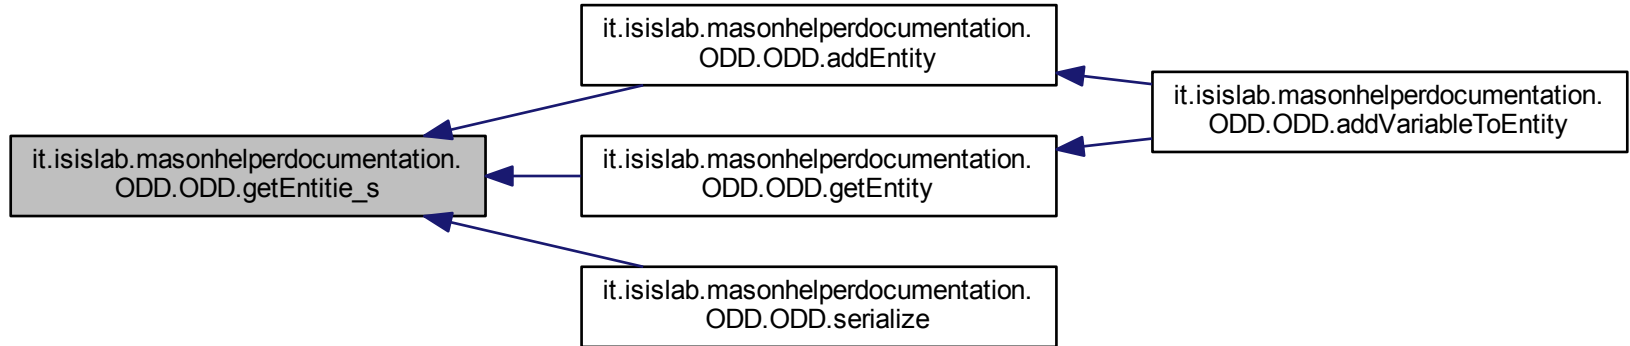 it.isislab.masonhelperdocumentation.
ODD.ODD.getEntitie_s
it.isislab.masonhelperdocumentation.
ODD.ODD.addEntity
it.isislab.masonhelperdocumentation.
ODD.ODD.getEntity
it.isislab.masonhelperdocumentation.
ODD.ODD.serialize
it.isislab.masonhelperdocumentation.
ODD.ODD.addVariableToEntity